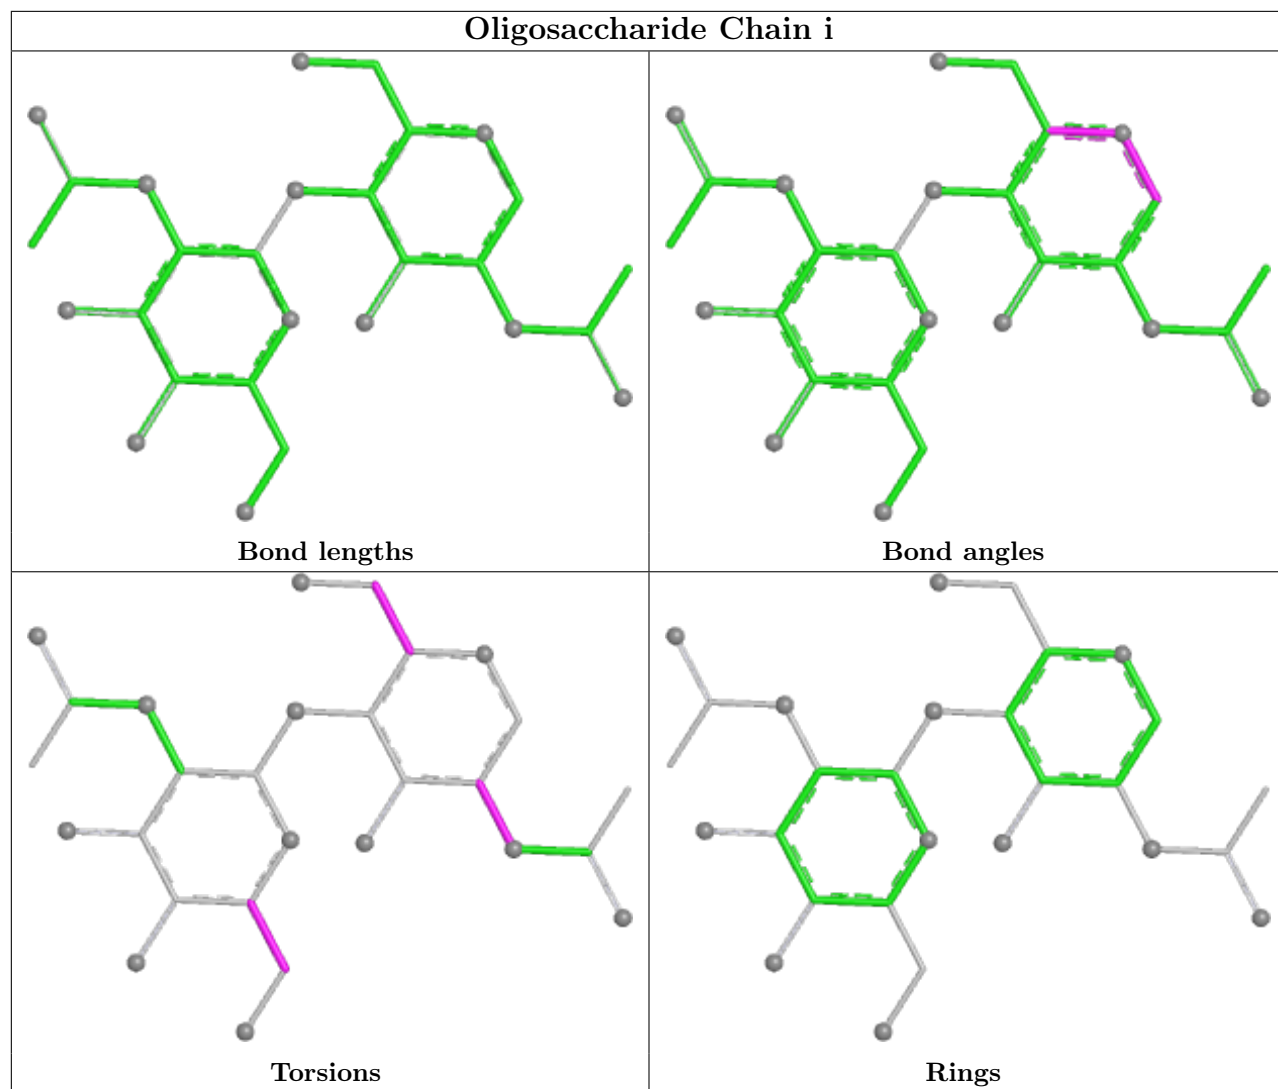 Oligosaccharide Chain i
Bond lengths
Bond angles
Torsions
Rings